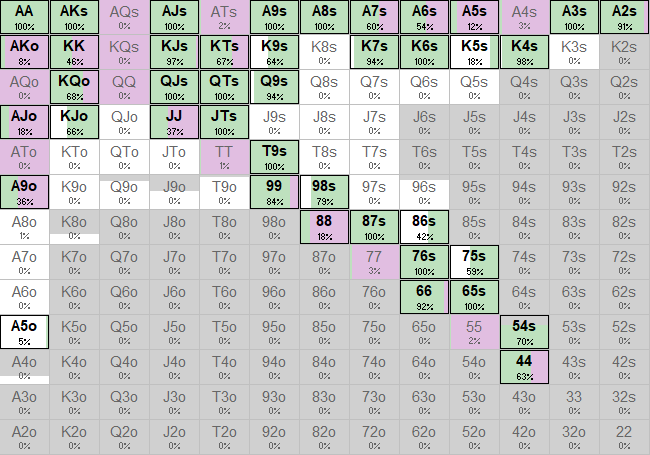 AA AKs AQs AJs ATs A9s A8s A7s A6s A5s A4s A3s A2s
100% 100% 0% 100% 2% 100% 100% 60% 54% 12% 3% 100% 91%
AKo KK KQs KJs KTs K9s K8s K7s K6s K5s K4s K3s K2s
8% 46% 0% 97% 67% 64% 0% 94% 100% 18% 98% 0% 0%
AQo KQo QQ QJs QTs Q9s Q8s Q7s Q6s Q5s Q4s Q3s Q2s
0% 68% 0% 100% 100% 94% 0% 0% 0% 0% 0% 0% 0%
AJo KJo QJo JJ JTs J9s J8s J7s J6s J5s J4s J3s J2s
18% 66% 0% 37% 100% 0% 0% 0% 0% 0% 0% 0% 0%
ATo KTo QTo JTo TT T9s T8s T7s T6s T5s T4s T3s T2s
0% 0% 0% 0% 1% 100% 0% 0% 0% 0% 0% 0% 0%
A9o K9o Q9o J9o T9o 99 98s 97s 96s 95s 94s 93s 92s
36% 0% 0% 0% 0% 84% 79% 0% 0% 0% 0% 0% 0%
A8o K8o Q8o J8o T8o 98o 88 87s 86s 85s 84s 83s 82s
1% 0% 0% 0% 0% 0% 18% 100% 42% 0% 0% 0% 0%
A7o K7o Q7o J7o T7o 97o 87o 77 76s 75s 74s 73s 72s
0% 0% 0% 0% 0% 0% 0% 3% 100% 59% 0% 0% 0%
A6o K6o Q6o J6o T6o 96o 86o 76o 66 65s 64s 63s 62s
0% 0% 0% 0% 0% 0% 0% 0% 92% 100% 0% 0% 0%
A5o K5o Q5o J5o T5o 95o 85o 75o 65o 55 54s 53s 52s
5% 0% 0% 0% 0% 0% 0% 0% 0% 2% 70% 0% 0%
A4o K4o Q4o J4o T4o 94o 84o 74o 64o 54o 44 43s 42s
0% 0% 0% 0% 0% 0% 0% 0% 0% 0% 63% 0% 0%
A3o K3o Q3o J3o T3o 93o 83o 73o 63o 53o 43o 33 32s
0% 0% 0% 0% 0% 0% 0% 0% 0% 0% 0% 0% 0%
A2o K2o Q2o J2o T2o 92o 82o 72o 62o 52o 42o 32o 22
0% 0% 0% 0% 0% 0% 0% 0% 0% 0% 0% 0% 0%